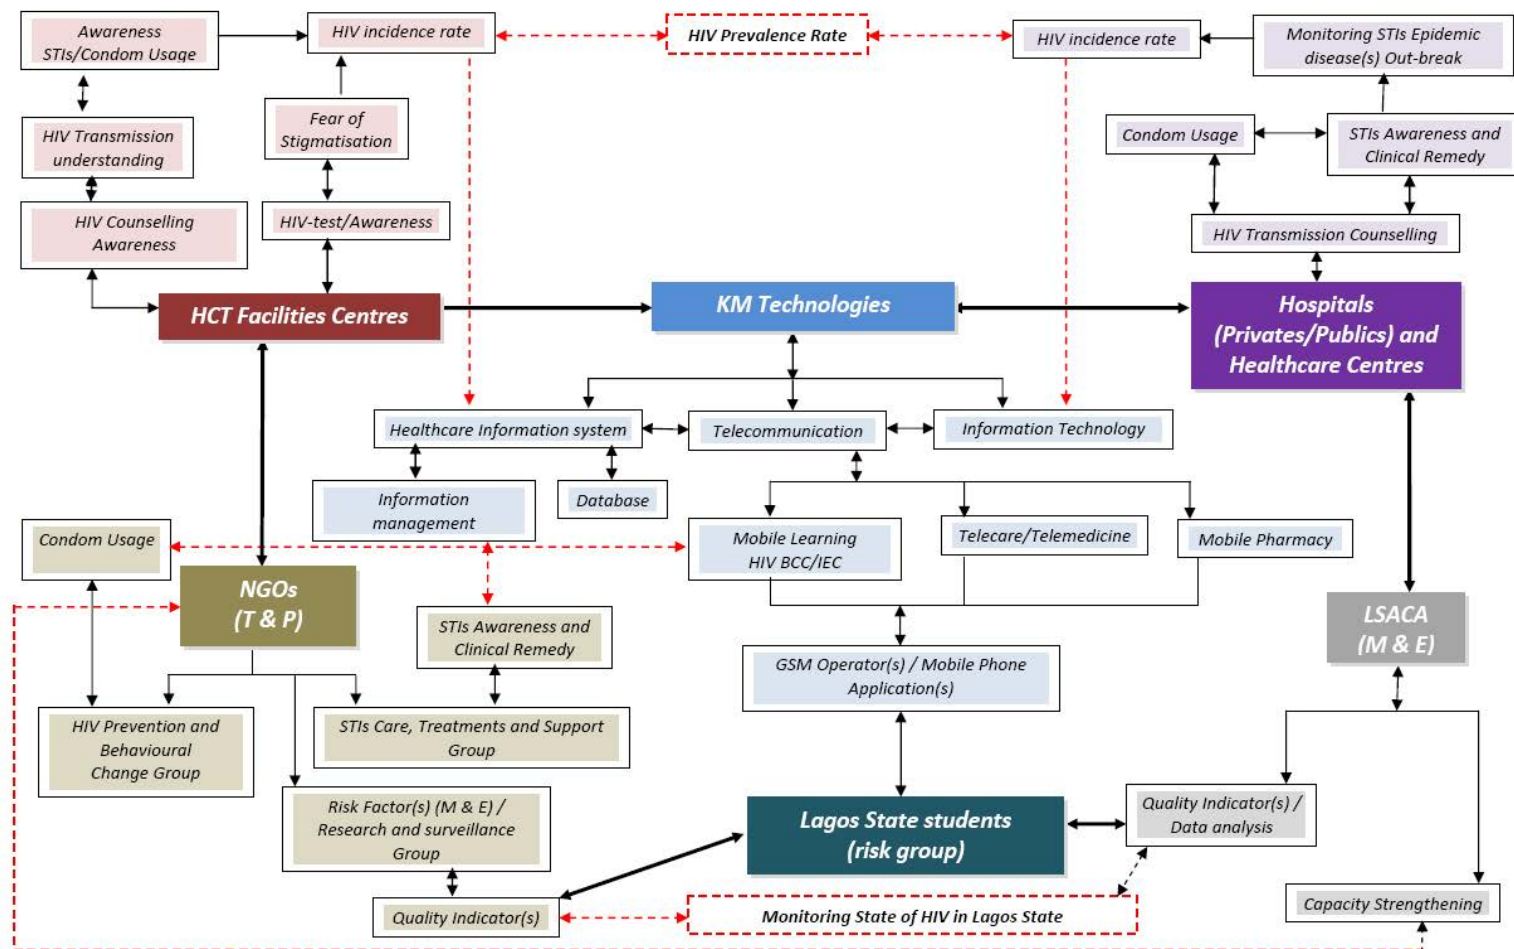 Awareness
STIs/Condom Usage
HIV incidence rate
HIV Prevalence Rate
HIV incidence rate
Monitoring STIs Epidemic
disease(s) Out-break
Fear of
Stigmatisation
HIV Transmission
understanding
Condom Usage
STIs Awareness and
Clinical Remedy
HIV Counselling
Awareness
HIV-test/Awareness
HIV Transmission Counselling
HCT Facilities Centres
KM Technologies
Hospitals
(Privates/Publics) and
Healthcare Centres
Healthcare Information system
Telecommunication
Information Technology
Information
management
Database
Condom Usage
Mobile Learning
HIV BCC/IEC
Telecare/Telemedicine
Mobile Pharmacy
NGOs
(T & P)
STIs Awareness and
Clinical Remedy
LSACA
(M & E)
GSM Operator(s) / Mobile Phone
Application(s)
HIV Prevention and
Behavioural
Change Group
STIs Care, Treatments and Support
Group
Risk Factor(s) (M & E) /
Research and surveillance
Group
Lagos State students
(risk group)
Quality Indicator(s) /
Data analysis
Quality Indicator(s)
Monitoring State of HIV in Lagos State
Capacity Strengthening